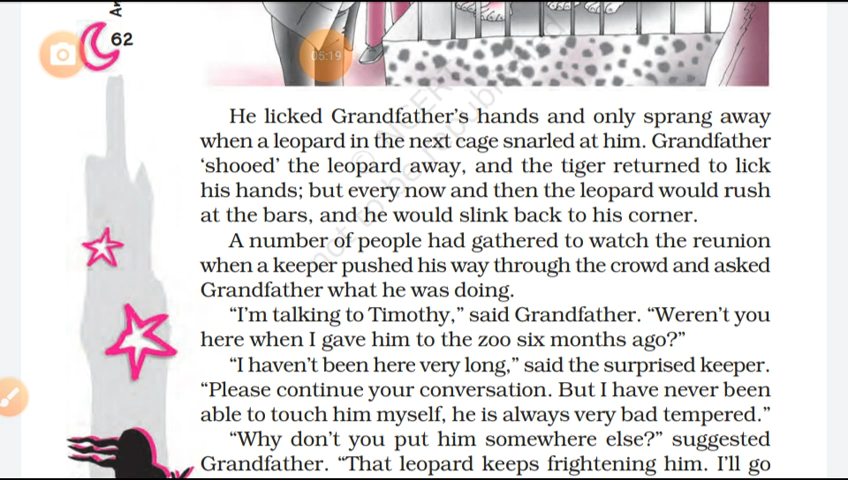 62
05:19
He licked Grandfather's hands and only sprang away
when a leopard in the next cage snarled at him. Grandfather
‘shooed’ the leopard away, and the tiger returned to lick
his hands; but every now and then the leopard would rush
at the bars, and he would slink back to his corner.
A number of people had gathered to watch the reunion
when a keeper pushed his way through the crowd and asked
Grandfather what he was doing.
“I'm talking to Timothy,” said Grandfather. “Weren't you
here when I gave him to the zoo six months ago?”
“I haven't been here very long,” said the surprised keeper.
“Please continue your conversation. But I have never been
able to touch him myself, he is always very bad tempered.”
“Why don't you put him somewhere else?” suggested
Grandfather. “That leopard keeps frightening him. I'll go